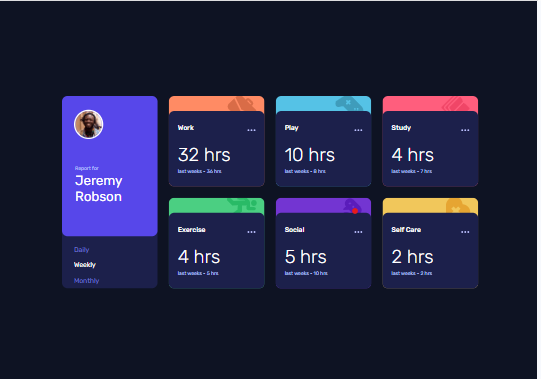 Report for
Jeremy
Robson
Daily
Weekly
Monthly
Work
32 hrs
last weeks - 36 hrs
Play
10 hrs
last weeks - 8 hrs
Study
4 hrs
last weeks - 7 hrs
Exercise
4 hrs
last weeks - 5 hrs
Social
5 hrs
last weeks - 10 hrs
Self Care
2 hrs
last weeks - 2 hrs